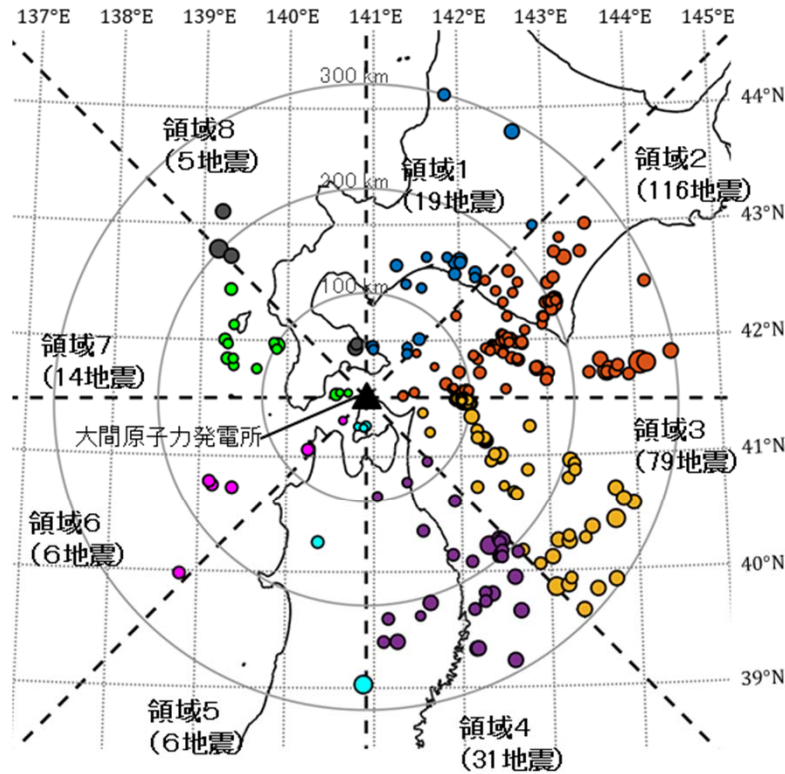 137°E 138°E 139°E 140°E 141°E 142°E 143°E 144°E 145°E
300 km
44°N
領域8
(5地震)
領域1
(19地震)
領域2
(116地震)
200 km
43°N
100 km
42°N
領域7
(14地震)
大間原子力発電所
領域3
(79地震)
41°N
領域6
(6地震)
40°N
39°N
領域5
(6地震)
領域4
(31地震)